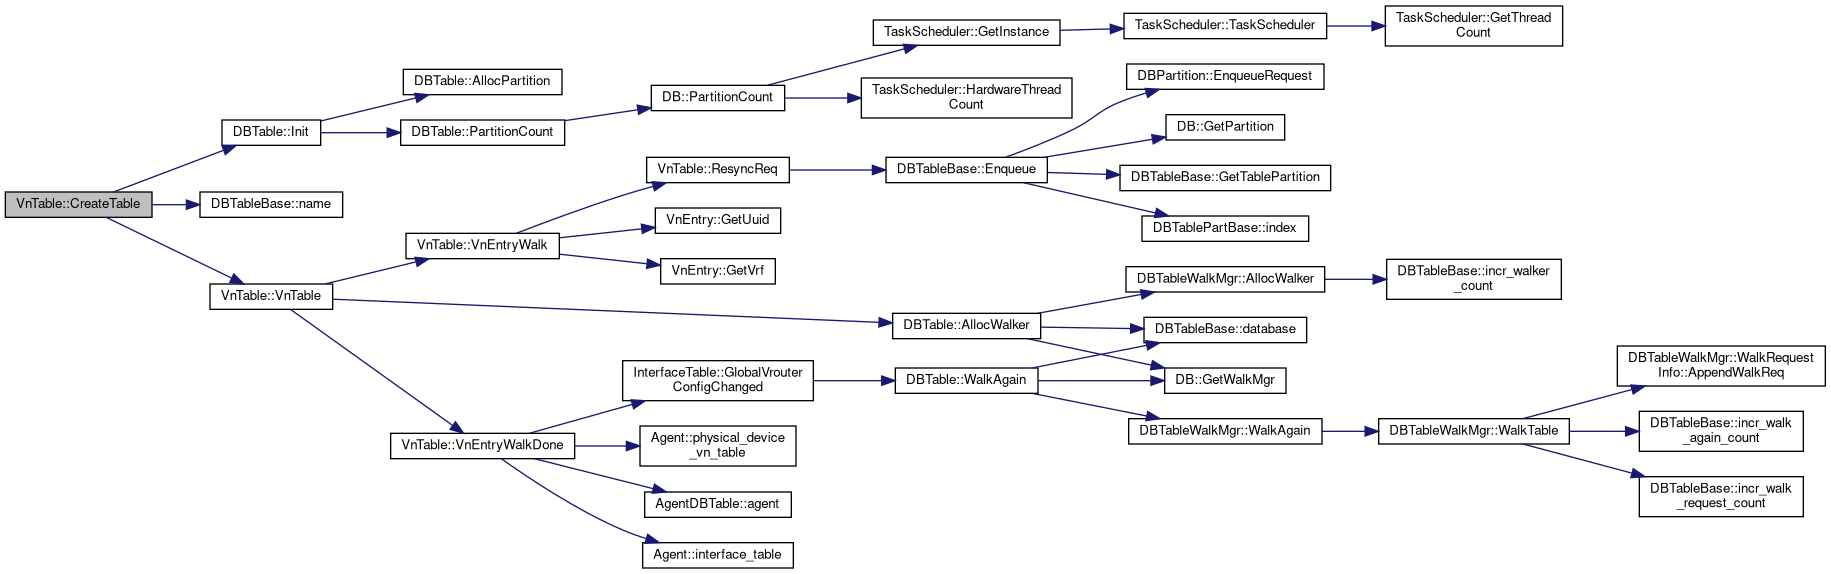 VnTable::CreateTable
DBTable::Init
DBTableBase::name
VnTable::VnTable
DBTable::AllocPartition
DBTable::PartitionCount
VnTable::VnEntryWalk
VnTable::VnEntryWalkDone
DB::PartitionCount
VnTable::ResyncReq
VnEntry::GetUuid
VnEntry::GetVrf
InterfaceTable::GlobalVrouter
ConfigChanged
Agent::physical_device
_vn_table
AgentDBTable::agent
Agent::interface_table
TaskScheduler::GetInstance
TaskScheduler::HardwareThread
Count
DBTableBase::Enqueue
DBTable::AllocWalker
DBTable::WalkAgain
TaskScheduler::TaskScheduler
DBPartition::EnqueueRequest
DB::GetPartition
DBTableBase::GetTablePartition
DBTablePartBase::index
DBTableWalkMgr::AllocWalker
DBTableBase::database
DB::GetWalkMgr
DBTableWalkMgr::WalkAgain
TaskScheduler::GetThread
Count
DBTableBase::incr_walker
_count
DBTableWalkMgr::WalkTable
DBTableWalkMgr::WalkRequest
Info::AppendWalkReq
DBTableBase::incr_walk
_again_count
DBTableBase::incr_walk
_request_count